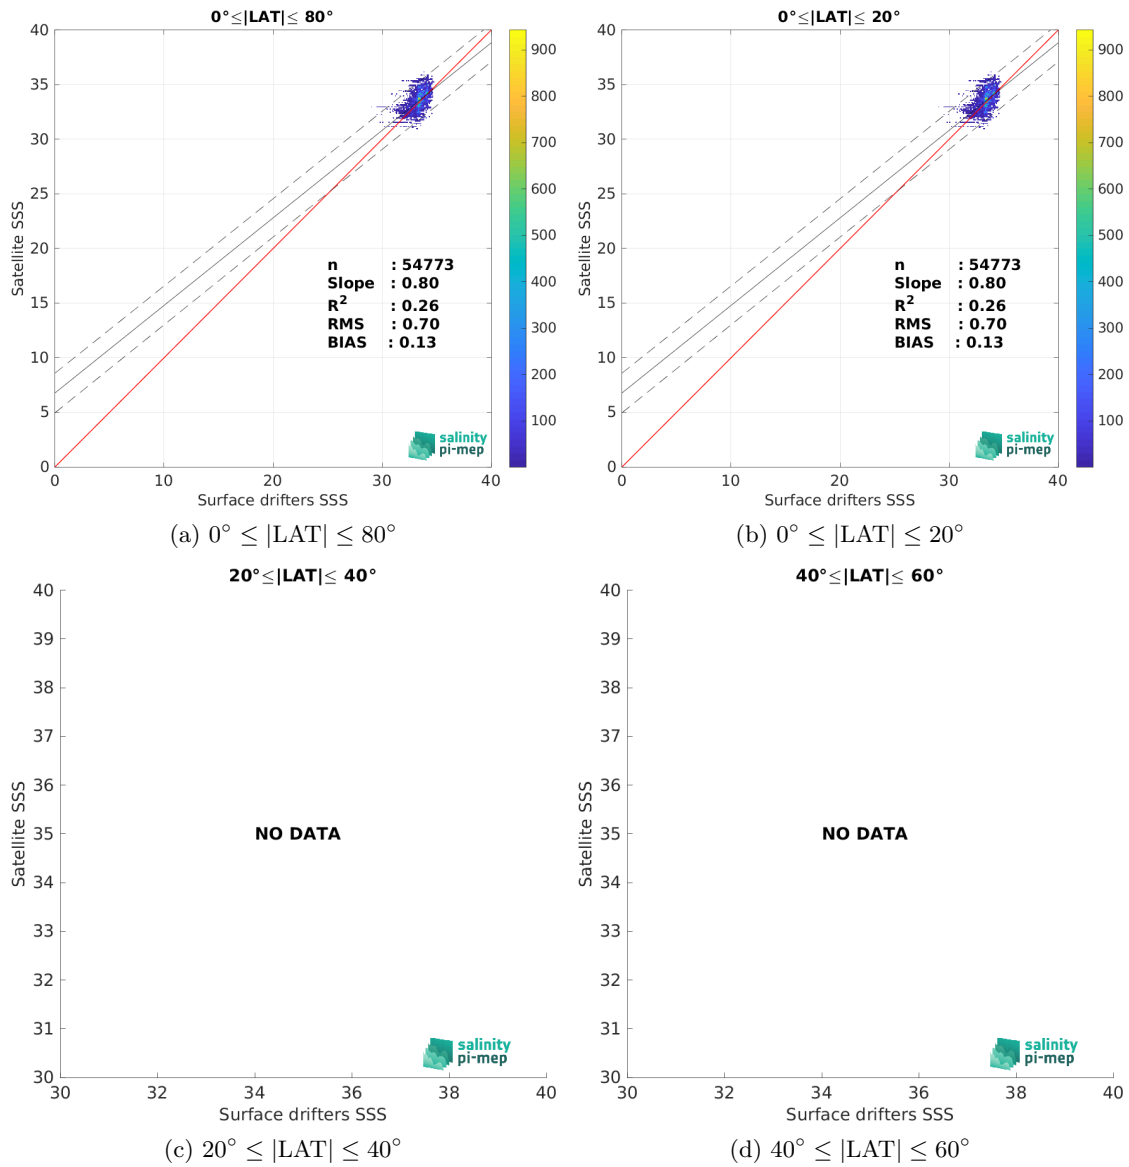 0°≤|LAT|≤ 80°
40
35
30
25
20
15
10
5
0
0
10
20
30
40
Satellite SSS
Surface drifters SSS
n : 54773
Slope : 0.80
R² : 0.26
RMS : 0.70
BIAS : 0.13
salinity
pi-mep
900
800
700
600
500
400
300
200
100
(a) 0° ≤ |LAT| ≤ 80°
0°≤|LAT|≤ 20°
40
35
30
25
20
15
10
5
0
0
10
20
30
40
Satellite SSS
Surface drifters SSS
n : 54773
Slope : 0.80
R² : 0.26
RMS : 0.70
BIAS : 0.13
salinity
pi-mep
900
800
700
600
500
400
300
200
100
(b) 0° ≤ |LAT| ≤ 20°
20°≤|LAT|≤ 40°
40
39
38
37
36
35
34
33
32
31
30
30
32
34
36
38
40
Satellite SSS
NO DATA
salinity
pi-mep
Surface drifters SSS
(c) 20° ≤ |LAT| ≤ 40°
40°≤|LAT|≤ 60°
40
39
38
37
36
35
34
33
32
31
30
30
32
34
36
38
40
Satellite SSS
NO DATA
salinity
pi-mep
Surface drifters SSS
(d) 40° ≤ |LAT| ≤ 60°